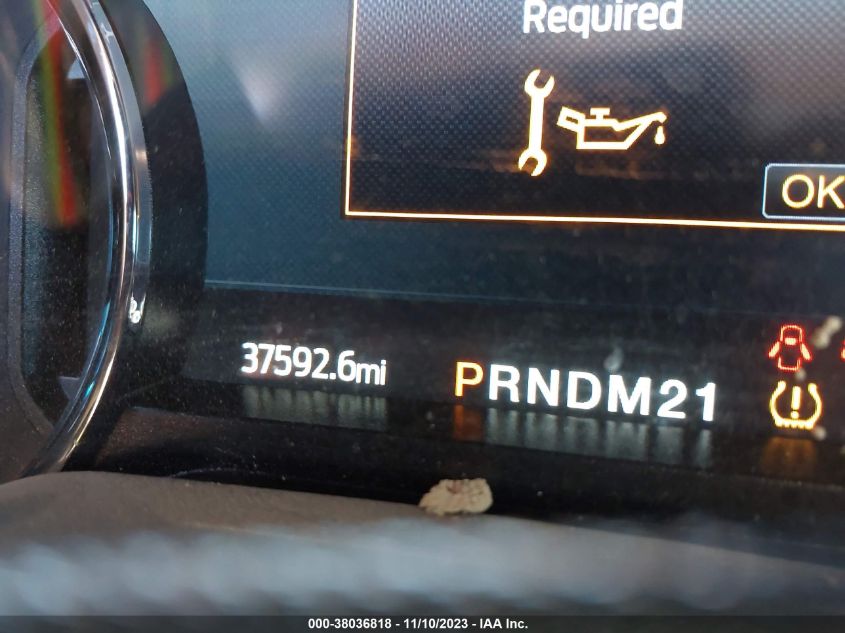 Required
OK
37592.6mi
PRNDM21
000-38036818 - 11/10/2023 - IAA Inc.